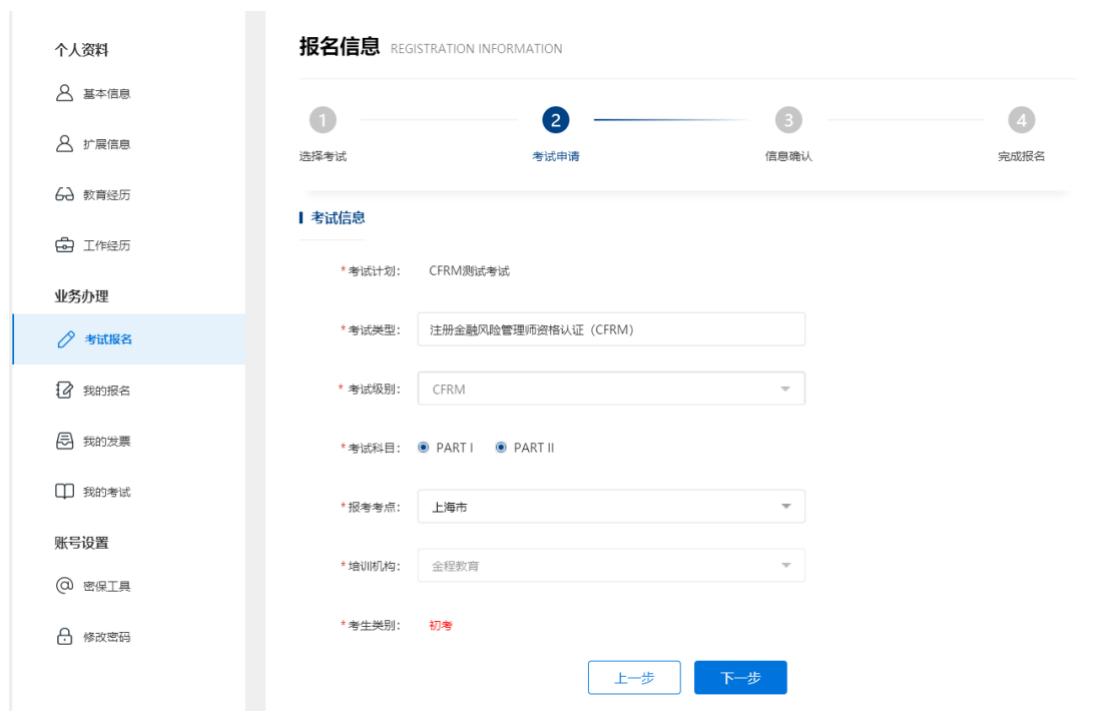 个人资料
基本信息
扩展信息
教育经历
工作经历
业务办理
考试报名
我的报名
我的发票
我的考试
账号设置
密保工具
修改密码
报名信息 REGISTRATION INFORMATION
1 2 3 4
选择考试 考试申请 信息确认 完成报名
考试信息
*考试计划: CFRM测试考试
*考试类型: 注册金融风险管理师资格认证（CFRM）
* 考试级别: CFRM
*考试科目: PART I PART II
*报考考点: 上海市
*培训机构: 金程教育
*考生类别: 初考
上一步 下一步